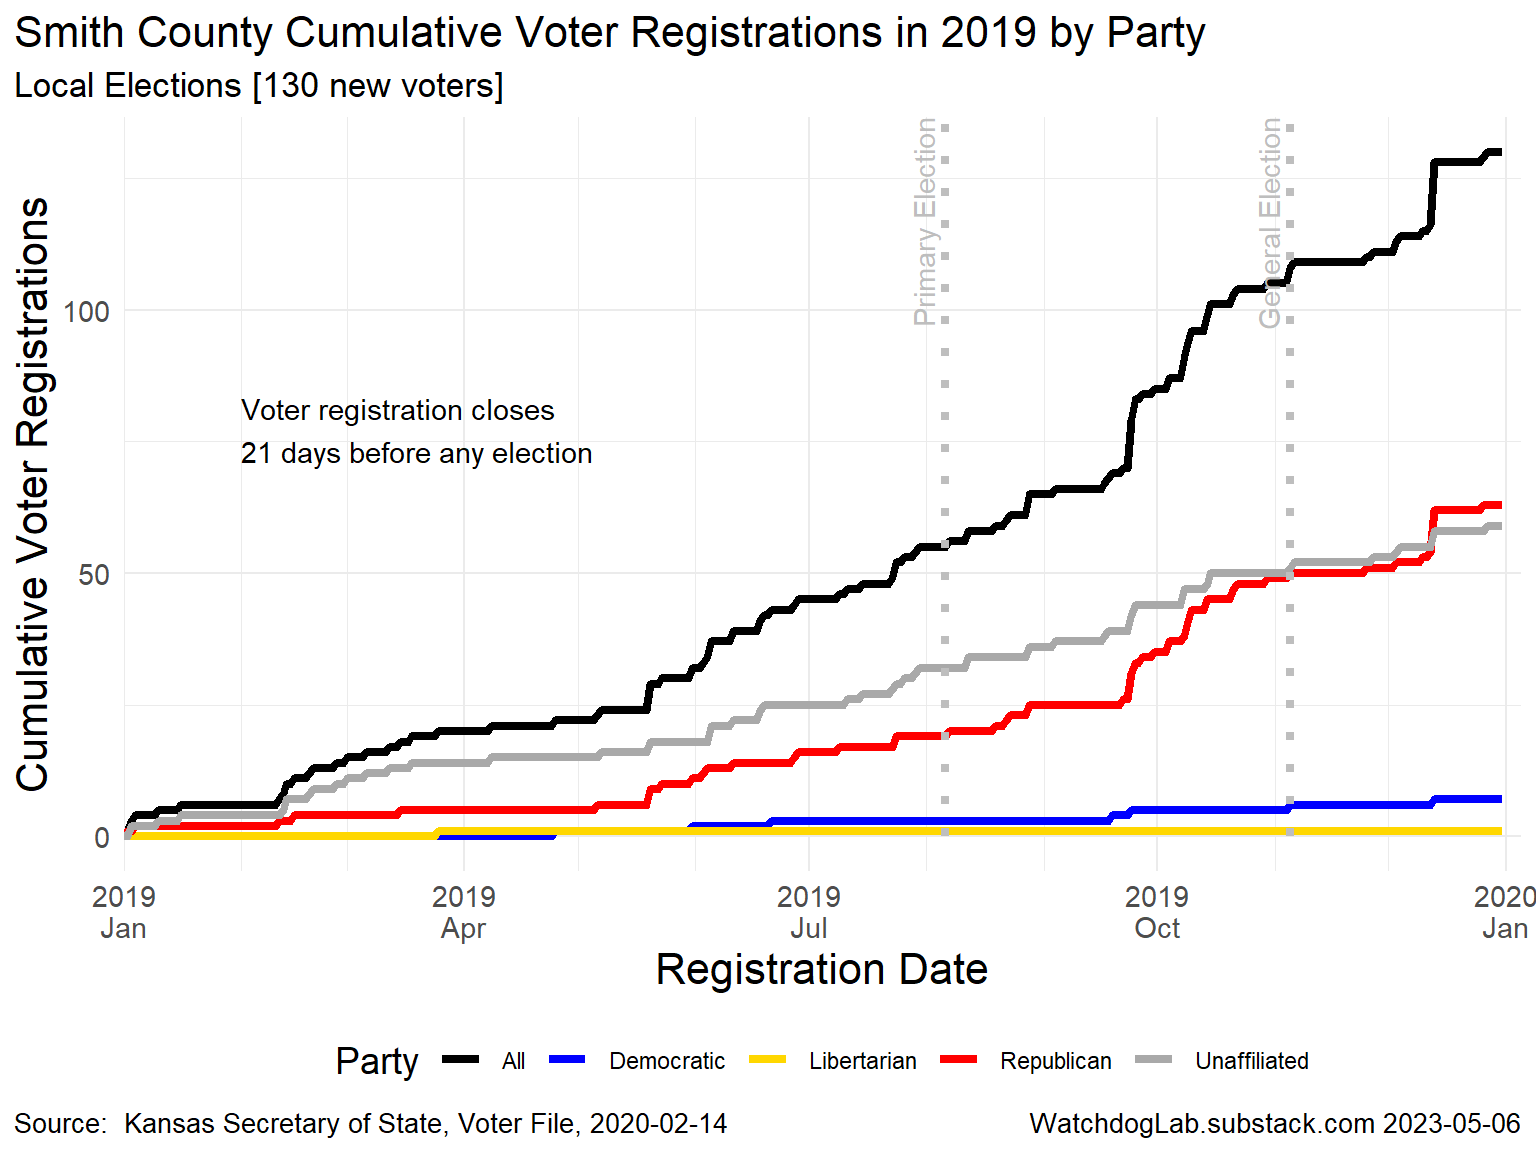 Smith County Cumulative Voter Registrations in 2019 by Party
Local Elections [130 new voters]
Cumulative Voter Registrations
100
50
0
Primary Election
General Election
Voter registration closes
21 days before any election
2019
Jan
2019
Apr
2019
Jul
2019
Oct
2020
Jan
Registration Date
Party All Democratic Libertarian Republican Unaffiliated
Source:  Kansas Secretary of State, Voter File, 2020-02-14
WatchdogLab.substack.com 2023-05-06